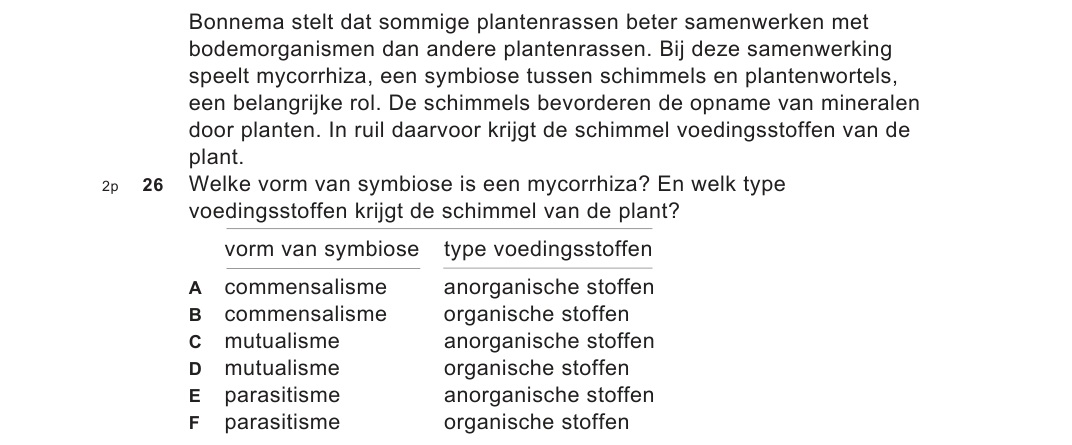 Bonnema stelt dat sommige plantenrassen beter samenwerken met
bodemorganismen dan andere plantenrassen. Bij deze samenwerking
speelt mycorrhiza, een symbiose tussen schimmels en plantenwortels,
een belangrijke rol. De schimmels bevorderen de opname van mineralen
door planten. In ruil daarvoor krijgt de schimmel voedingsstoffen van de
plant.
2p 26 Welke vorm van symbiose is een mycorrhiza? En welk type
voedingsstoffen krijgt de schimmel van de plant?
vorm van symbiose type voedingsstoffen
A commensalisme anorganische stoffen
B commensalisme organische stoffen
C mutualisme anorganische stoffen
D mutualisme organische stoffen
E parasitisme anorganische stoffen
F parasitisme organische stoffen